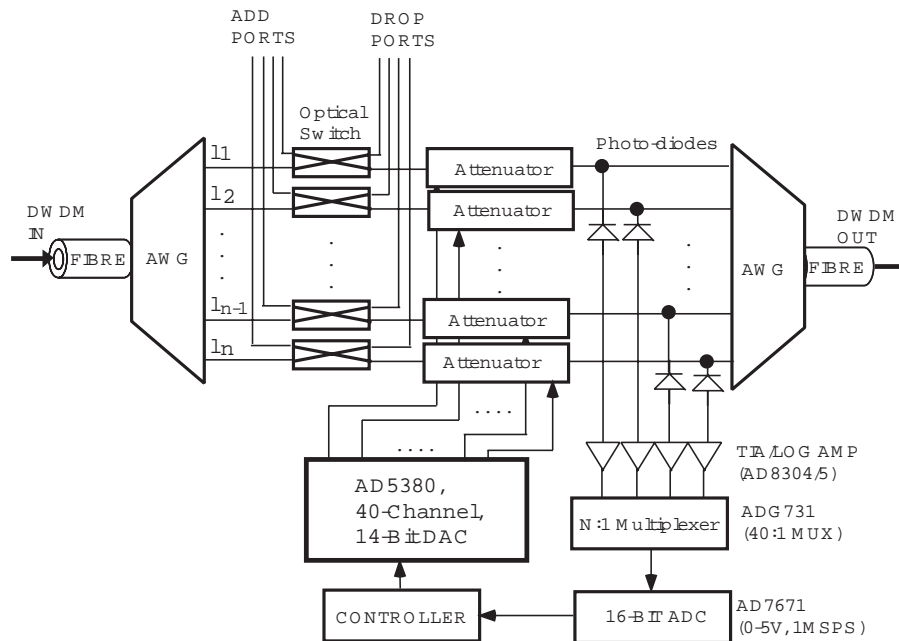 ADD
PORTS
DROP
PORTS
Optical
Switch
Photo-diodes
l1
Attenuator
l2
Attenuator
DWDM
IN
FIBRE
AWG
AWG
DWDM
OUT
FIBRE
ln-1
Attenuator
ln
Attenuator
TIA/LOG AMP
(AD8304/5)
AD5380,
40-Channel,
14-Bit DAC
N:1 Multiplexer
ADG731
(40:1 MUX)
CONTROLLER
16-BIT ADC
AD7671
(0-5V, 1MSPS)